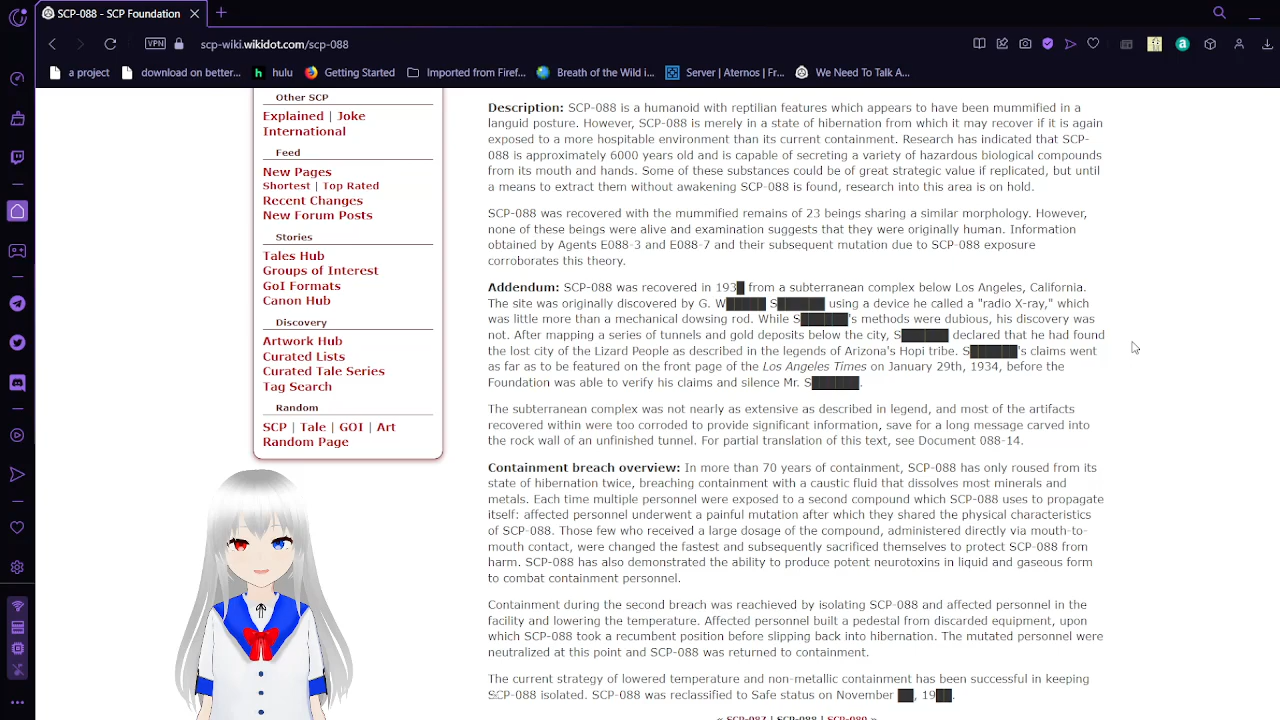 SCP-088 - SCP Foundation
VPN
scp-wiki.wikidot.com/scp-088
a project
download on better...
hulu
Getting Started
Imported from Firef...
Breath of the Wild i...
Server | Aternos | Fr...
We Need To Talk A...
Other SCP
Explained | Joke
International
Feed
New Pages
Shortest | Top Rated
Recent Changes
New Forum Posts
Stories
Tales Hub
Groups of Interest
GoI Formats
Canon Hub
Discovery
Artwork Hub
Curated Lists
Curated Tale Series
Tag Search
Random
SCP | Tale | GOI | Art
Random Page
Description: SCP-088 is a humanoid with reptilian features which appears to have been mummified in a
languid posture. However, SCP-088 is merely in a state of hibernation from which it may recover if it is again
exposed to a more hospitable environment than its current containment. Research has indicated that SCP-
088 is approximately 6000 years old and is capable of secreting a variety of hazardous biological compounds
from its mouth and hands. Some of these substances could be of great strategic value if replicated, but until
a means to extract them without awakening SCP-088 is found, research into this area is on hold.
SCP-088 was recovered with the mummified remains of 23 beings sharing a similar morphology. However,
none of these beings were alive and examination suggests that they were originally human. Information
obtained by Agents E088-3 and E088-7 and their subsequent mutation due to SCP-088 exposure
corroborates this theory.
Addendum: SCP-088 was recovered in 193█ from a subterranean complex below Los Angeles, California.
The site was originally discovered by G. W█████ S██████ using a device he called a "radio X-ray," which
was little more than a mechanical dowsing rod. While S██████'s methods were dubious, his discovery was
not. After mapping a series of tunnels and gold deposits below the city, S██████ declared that he had found
the lost city of the Lizard People as described in the legends of Arizona's Hopi tribe. S██████'s claims went
as far as to be featured on the front page of the Los Angeles Times on January 29th, 1934, before the
Foundation was able to verify his claims and silence Mr. S██████.
The subterranean complex was not nearly as extensive as described in legend, and most of the artifacts
recovered within were too corroded to provide significant information, save for a long message carved into
the rock wall of an unfinished tunnel. For partial translation of this text, see Document 088-14.
Containment breach overview: In more than 70 years of containment, SCP-088 has only roused from its
state of hibernation twice, breaching containment with a caustic fluid that dissolves most minerals and
metals. Each time multiple personnel were exposed to a second compound which SCP-088 uses to propagate
itself: affected personnel underwent a painful mutation after which they shared the physical characteristics
of SCP-088. Those few who received a large dosage of the compound, administered directly via mouth-to-
mouth contact, were changed the fastest and subsequently sacrificed themselves to protect SCP-088 from
harm. SCP-088 has also demonstrated the ability to produce potent neurotoxins in liquid and gaseous form
to combat containment personnel.
Containment during the second breach was reachieved by isolating SCP-088 and affected personnel in the
facility and lowering the temperature. Affected personnel built a pedestal from discarded equipment, upon
which SCP-088 took a recumbent position before slipping back into hibernation. The mutated personnel were
neutralized at this point and SCP-088 was returned to containment.
The current strategy of lowered temperature and non-metallic containment has been successful in keeping
SCP-088 isolated. SCP-088 was reclassified to Safe status on November ██, 19██.
« SCP-087 | SCP-088 | SCP-089 »